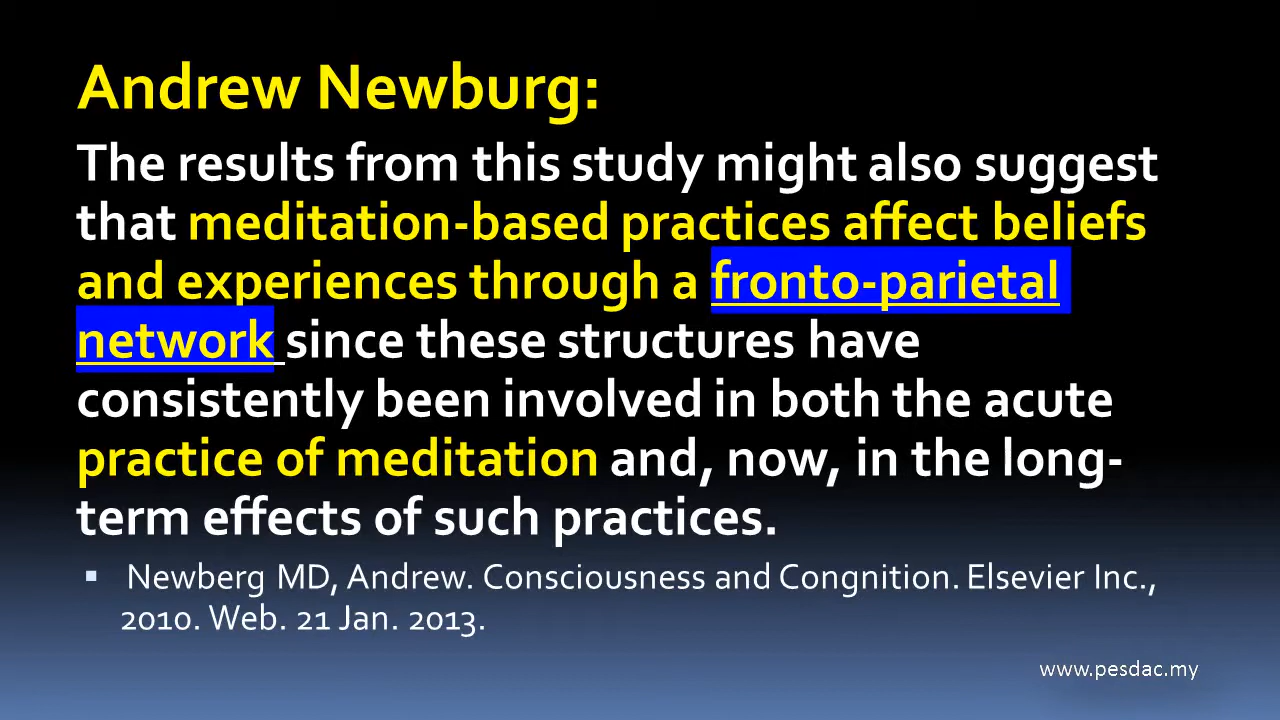 Andrew Newburg:
The results from this study might also suggest
that meditation-based practices affect beliefs
and experiences through a fronto-parietal
network since these structures have
consistently been involved in both the acute
practice of meditation and, now, in the long-
term effects of such practices.
▪ Newberg MD, Andrew. Consciousness and Congnition. Elsevier Inc.,
2010. Web. 21 Jan. 2013.
www.pesdac.my